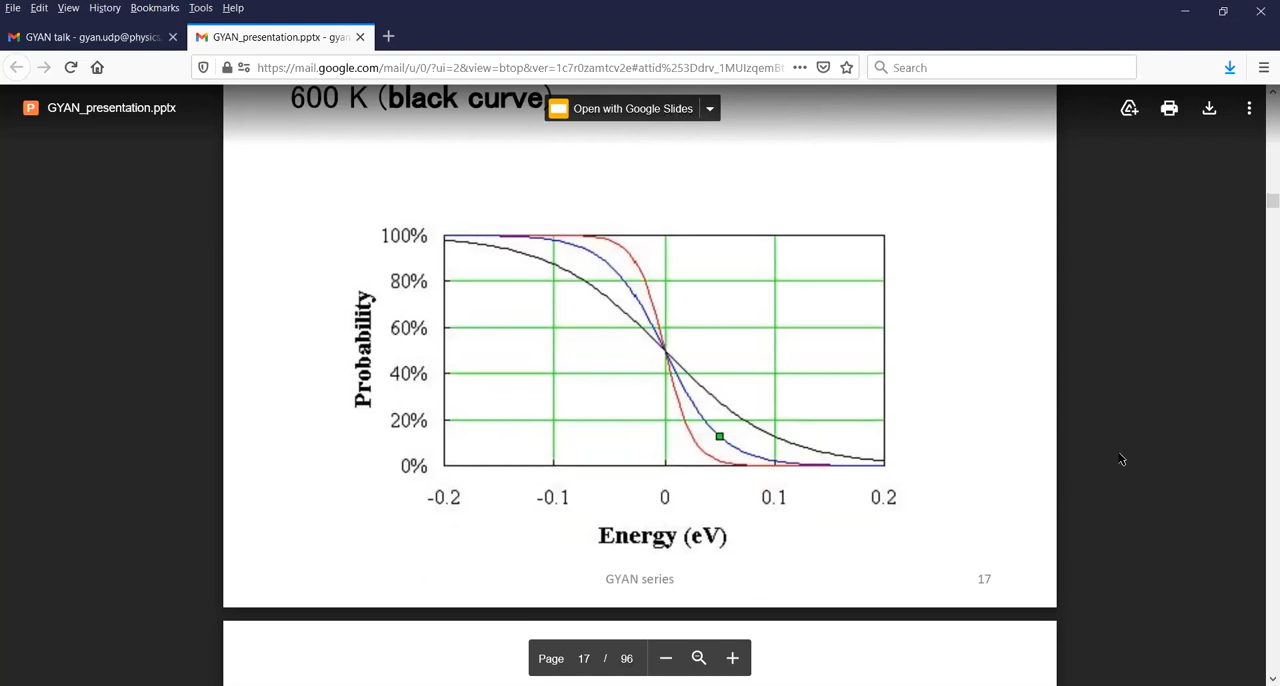 File Edit View History Bookmarks Tools Help
GYAN talk - gyan.udp@physics.
GYAN_presentation.pptx - gyan
https://mail.google.com/mail/u/0/?ui=2&view=btop&ver=1c7r0zamtcv2e#attid%253Ddrv_1MUIzqemB
Search
P GYAN_presentation.pptx
600 K (black curve)
Open with Google Slides
100%
80%
60%
40%
20%
0%
Probability
-0.2 -0.1 0 0.1 0.2
Energy (eV)
GYAN series 17
Page 17 / 96